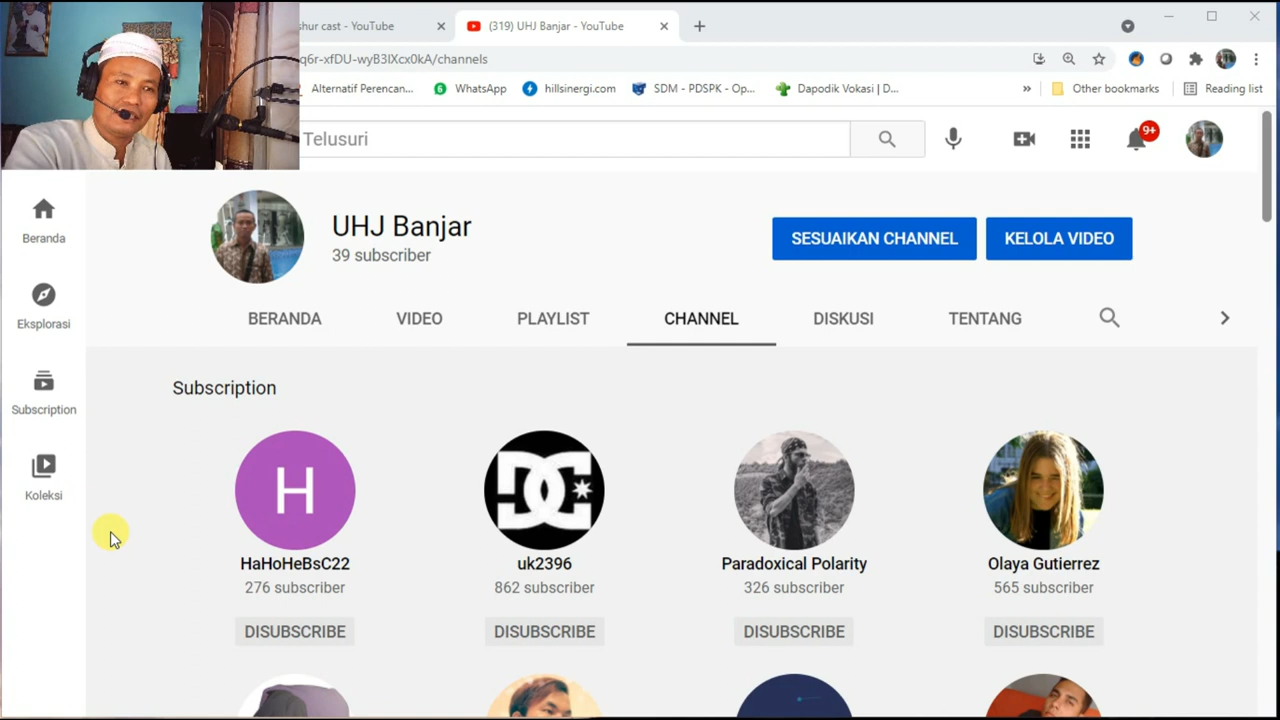 shur cast - YouTube
(319) UHJ Banjar - YouTube
q6r-xfDU-wyB3IXcx0kA/channels
Alternatif Perencan...
WhatsApp
hillsinergi.com
SDM - PDSPK - Op...
Dapodik Vokasi | D...
»
Other bookmarks
Reading list
Telusuri
9+
Beranda
Eksplorasi
Subscription
Koleksi
UHJ Banjar
39 subscriber
SESUAIKAN CHANNEL
KELOLA VIDEO
BERANDA VIDEO PLAYLIST CHANNEL DISKUSI TENTANG
Subscription
H
DC
HaHoHeBsC22
276 subscriber
DISUBSCRIBE
uk2396
862 subscriber
DISUBSCRIBE
Paradoxical Polarity
326 subscriber
DISUBSCRIBE
Olaya Gutierrez
565 subscriber
DISUBSCRIBE